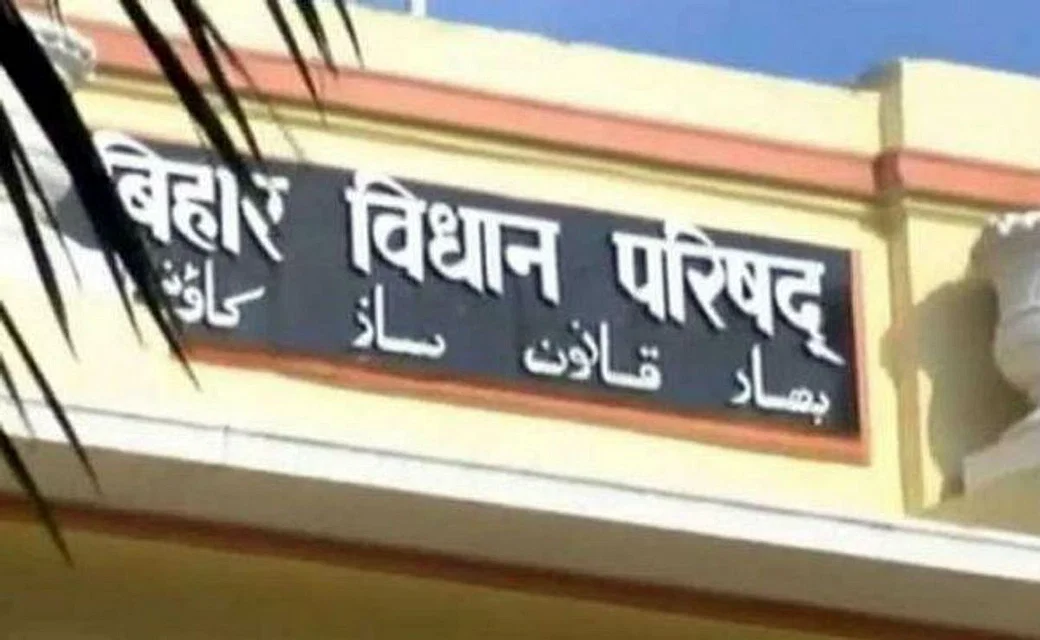 बिहार विधान परिषद्
بہار قانون ساز